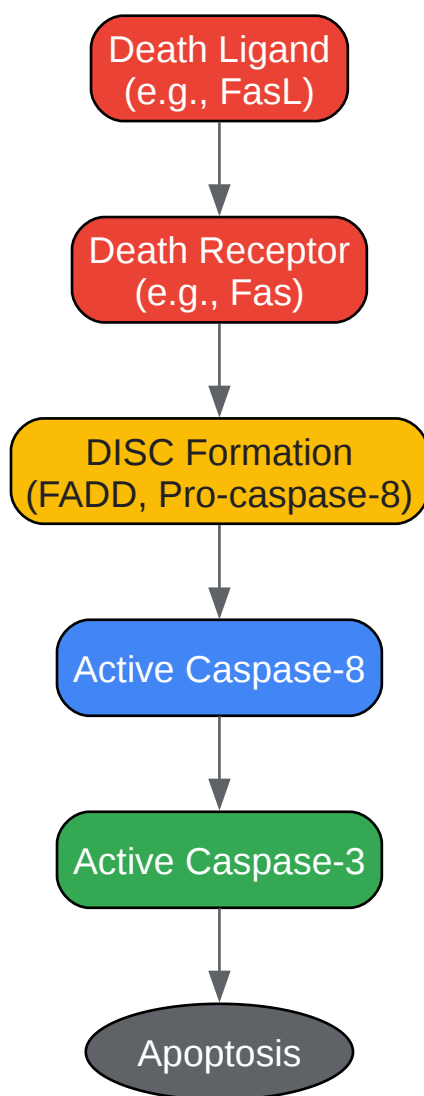 Death Ligand
(e.g., FasL)
Death Receptor
(e.g., Fas)
DISC Formation
(FADD, Pro-caspase-8)
Active Caspase-8
Active Caspase-3
Apoptosis